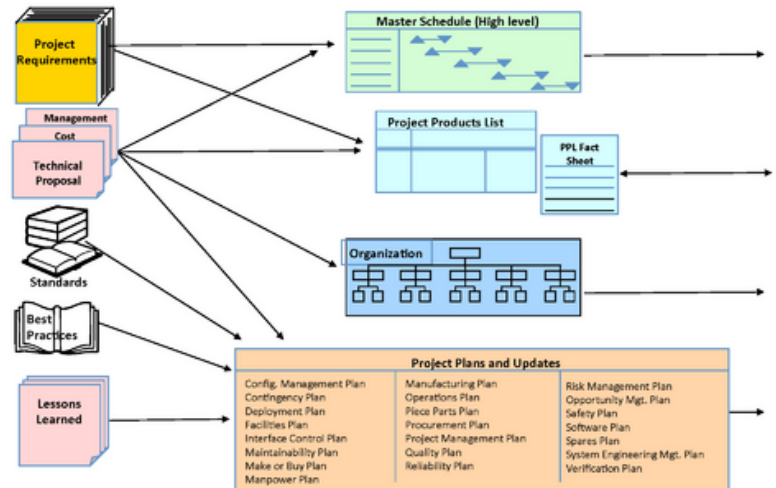 Project
Requirements
Management
Cost
Technical
Proposal
Standards
Best
Practices
Lessons
Learned
Master Schedule (High level)
Project Products List
PPL Fact
Sheet
Organization
Project Plans and Updates
Config. Management Plan
Contingency Plan
Deployment Plan
Facilities Plan
Interface Control Plan
Maintainability Plan
Make or Buy Plan
Manpower Plan
Manufacturing Plan
Operations Plan
Piece Parts Plan
Procurement Plan
Project Management Plan
Quality Plan
Reliability Plan
Risk Management Plan
Opportunity Mgt. Plan
Safety Plan
Software Plan
Spares Plan
System Engineering Mgt. Plan
Verification Plan